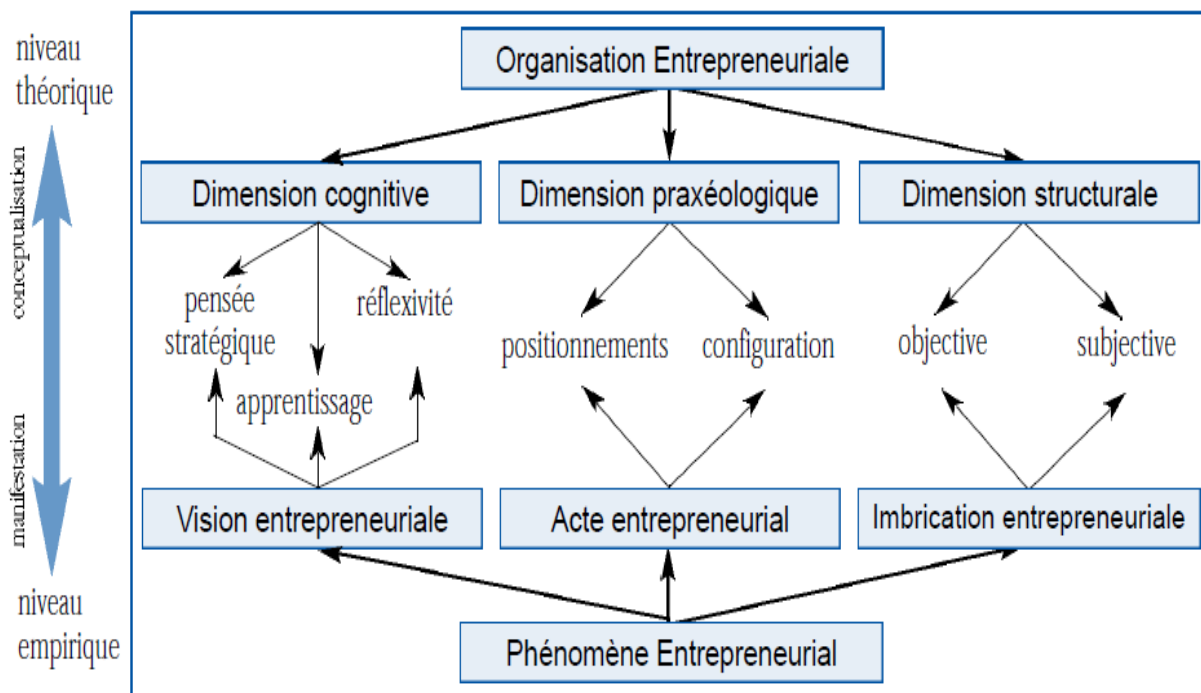 niveau
théorique
conceptualisation
manifestation
niveau
empirique
Organisation Entrepreneuriale
Dimension cognitive
Dimension praxéologique
Dimension structurale
pensée
stratégique
réflexivité
apprentissage
positionnements
configuration
objective
subjective
Vision entrepreneuriale
Acte entrepreneurial
Imbrication entrepreneuriale
Phénomène Entrepreneurial